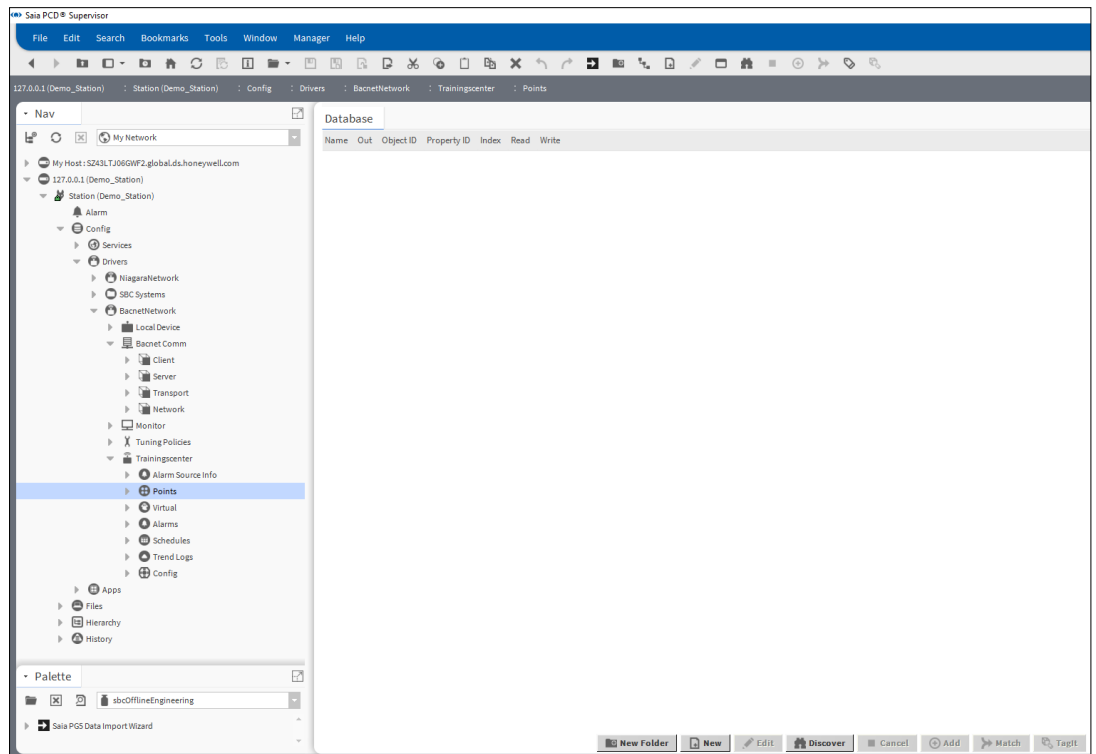 Saia PCD® Supervisor
File Edit Search Bookmarks Tools Window Manager Help
127.0.0.1 (Demo_Station) : Station (Demo_Station) : Config : Drivers : BacnetNetwork : Trainingscenter : Points
Nav
My Network
My Host : SZ43LTJ06GWF2.global.ds.honeywell.com
127.0.0.1 (Demo_Station)
Station (Demo_Station)
Alarm
Config
Services
Drivers
NiagaraNetwork
SBC Systems
BacnetNetwork
Local Device
Bacnet Comm
Client
Server
Transport
Network
Monitor
Tuning Policies
Trainingscenter
Alarm Source Info
Points
Virtual
Alarms
Schedules
Trend Logs
Config
Apps
Files
Hierarchy
History
Palette
sbcOfflineEngineering
Saia PG5 Data Import Wizard
Database
Name Out Object ID Property ID Index Read Write
New Folder New Edit Discover Cancel Add Match TagIt